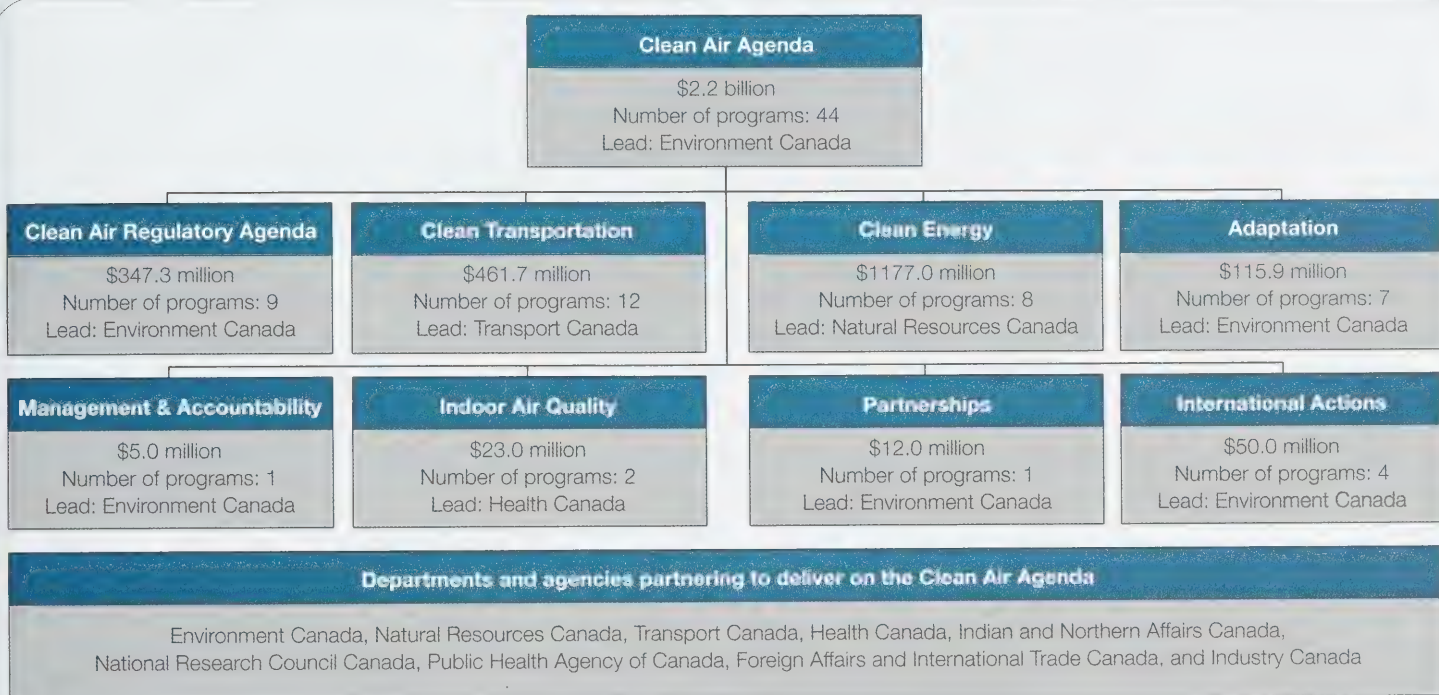 Clean Air Agenda
$2.2 billion
Number of programs: 44
Lead: Environment Canada
Clean Air Regulatory Agenda
$347.3 million
Number of programs: 9
Lead: Environment Canada
Clean Transportation
$461.7 million
Number of programs: 12
Lead: Transport Canada
Clean Energy
$1177.0 million
Number of programs: 8
Lead: Natural Resources Canada
Adaptation
$115.9 million
Number of programs: 7
Lead: Environment Canada
Management & Accountability
$5.0 million
Number of programs: 1
Lead: Environment Canada
Indoor Air Quality
$23.0 million
Number of programs: 2
Lead: Health Canada
Partnerships
$12.0 million
Number of programs: 1
Lead: Environment Canada
International Actions
$50.0 million
Number of programs: 4
Lead: Environment Canada
Departments and agencies partnering to deliver on the Clean Air Agenda
Environment Canada, Natural Resources Canada, Transport Canada, Health Canada, Indian and Northern Affairs Canada,
National Research Council Canada, Public Health Agency of Canada, Foreign Affairs and International Trade Canada, and Industry Canada